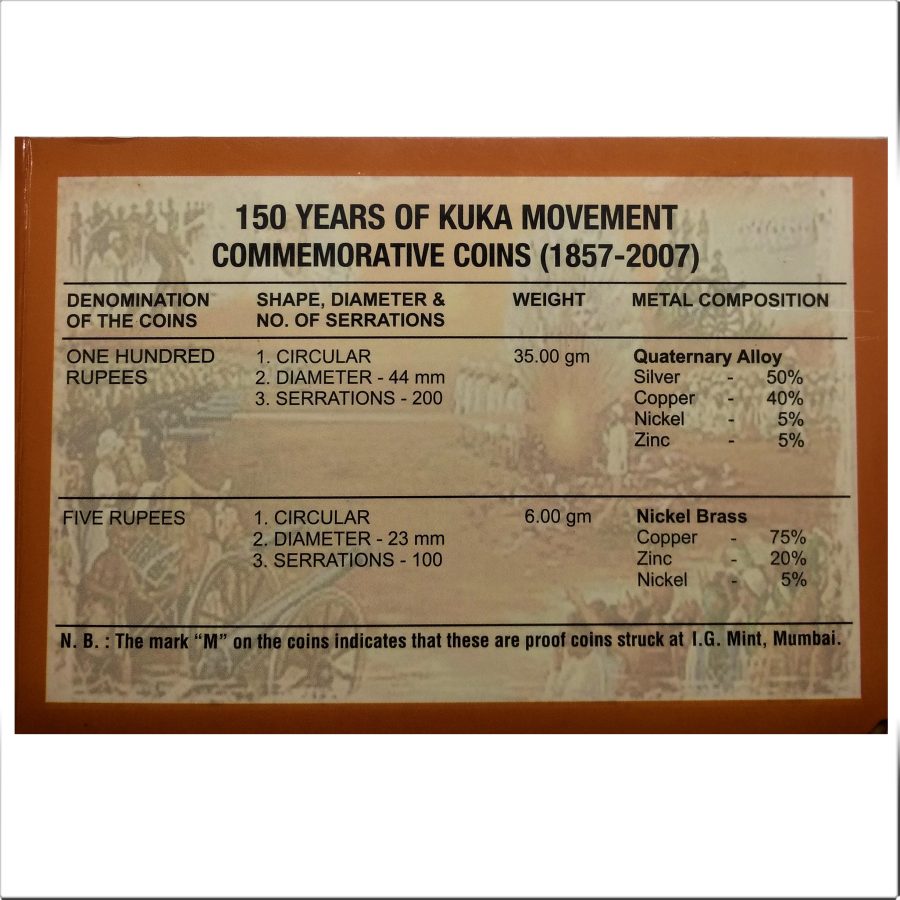 150 YEARS OF KUKA MOVEMENT
COMMEMORATIVE COINS (1857-2007)
DENOMINATION OF THE COINS
SHAPE, DIAMETER & NO. OF SERRATIONS
WEIGHT
METAL COMPOSITION
ONE HUNDRED RUPEES
1. CIRCULAR
2. DIAMETER - 44 mm
3. SERRATIONS - 200
35.00 gm
Quaternary Alloy
Silver - 50%
Copper - 40%
Nickel - 5%
Zinc - 5%
FIVE RUPEES
1. CIRCULAR
2. DIAMETER - 23 mm
3. SERRATIONS - 100
6.00 gm
Nickel Brass
Copper - 75%
Zinc - 20%
Nickel - 5%
N. B. : The mark “M” on the coins indicates that these are proof coins struck at I.G. Mint, Mumbai.